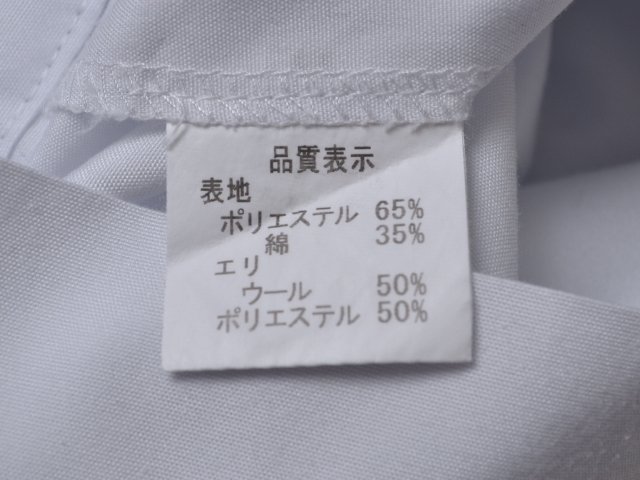 品質表示
表地
ポリエステル 65%
綿 35%
エリ
ウール 50%
ポリエステル 50%